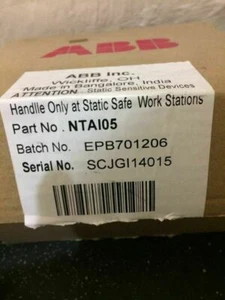 ABB
ABB Inc.
Wickliffe, OH
Made in Bangalore, India
ATTENTION Static Sensitive Devices
Handlle Only at Static Safe Work Stations
Part No . NTAI05
Batch No. EPB701206
Serial No. SCJGI14015